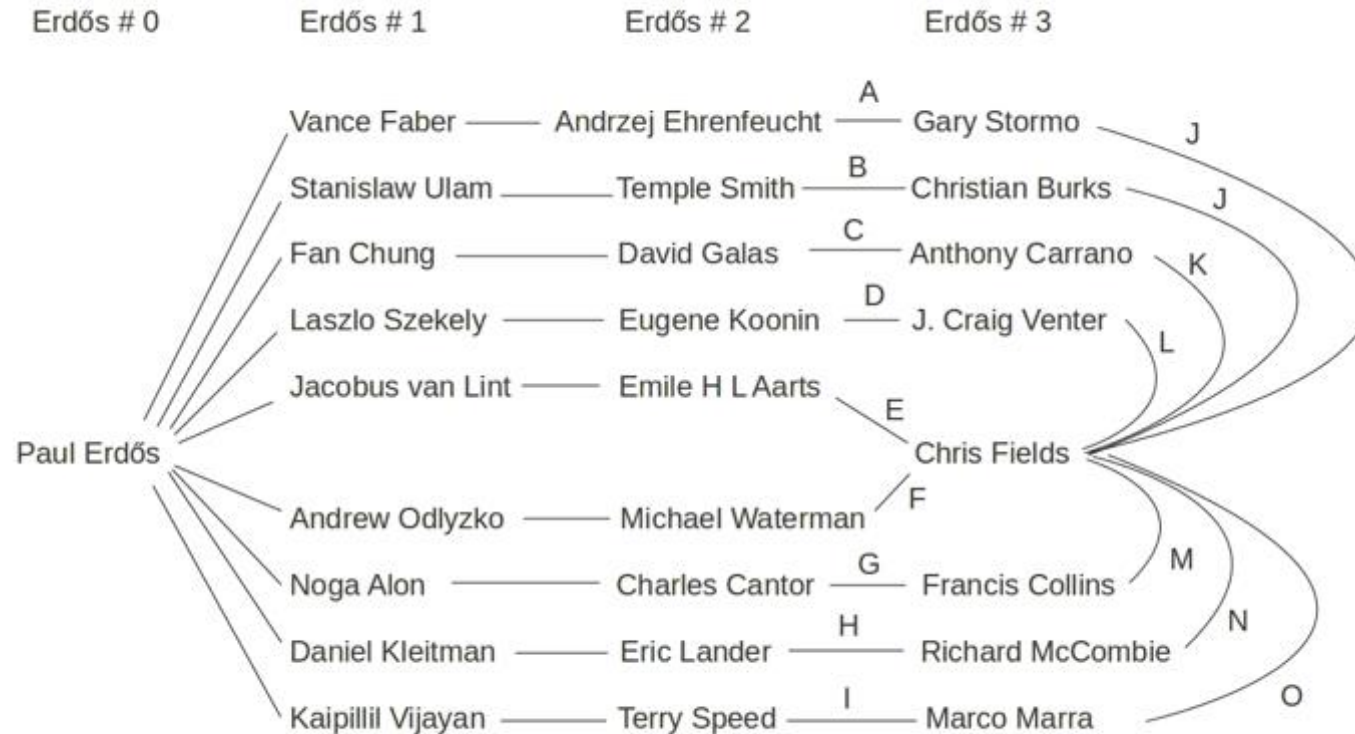 Erdős # 0 Erdős # 1 Erdős # 2 Erdős # 3
A
Vance Faber Andrzej Ehrenfeucht Gary Stormo J
B
Stanislaw Ulam Temple Smith Christian Burks J
C
Fan Chung David Galas Anthony Carrano K
D
Laszlo Szekely Eugene Koonin J. Craig Venter L
Jacobus van Lint Emile H L Aarts
E
Paul Erdős Chris Fields
F
Andrew Odlyzko Michael Waterman
G M
Noga Alon Charles Cantor Francis Collins
H N
Daniel Kleitman Eric Lander Richard McCombie
I O
Kaipillil Vijayan Terry Speed Marco Marra